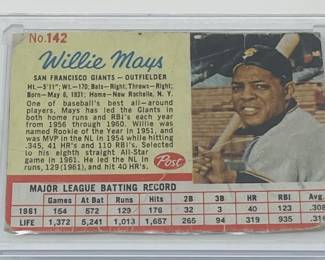 No. 142
Willie Mays
SAN FRANCISCO GIANTS — OUTFIELDER
Ht.-5'11"; Wt.-170; Bats-Right; Throws-Right;
Born-May 6, 1931; Home-New Rochelle, N. Y.
One of baseball's best all-around
players, Mays has led the Giants in
both home runs and RBI's each year
from 1956 through 1960. Willie
was named Rookie of the Year in 1951,
and was MVP in the NL in 1954 hitting
.345, 41 HR's and 110 RBI's. Selected
to his eighth straight All-Star
game in 1961. He led the NL in
runs, 129 (1961), and hit 40 HR's.
Post
MAJOR LEAGUE BATTING RECORD
Games At Bat Runs Hits 2B 3B HR RBI Avg.
1961 154 572 129 176 32 3 40 123 .308
LIFE 1,372 5,241 1,013 1,657 265 64 319 935